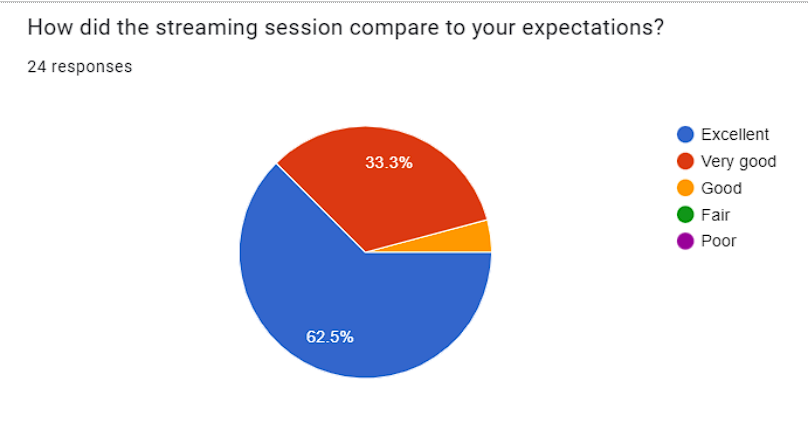 How did the streaming session compare to your expectations?
24 responses
33.3%
62.5%
Excellent
Very good
Good
Fair
Poor